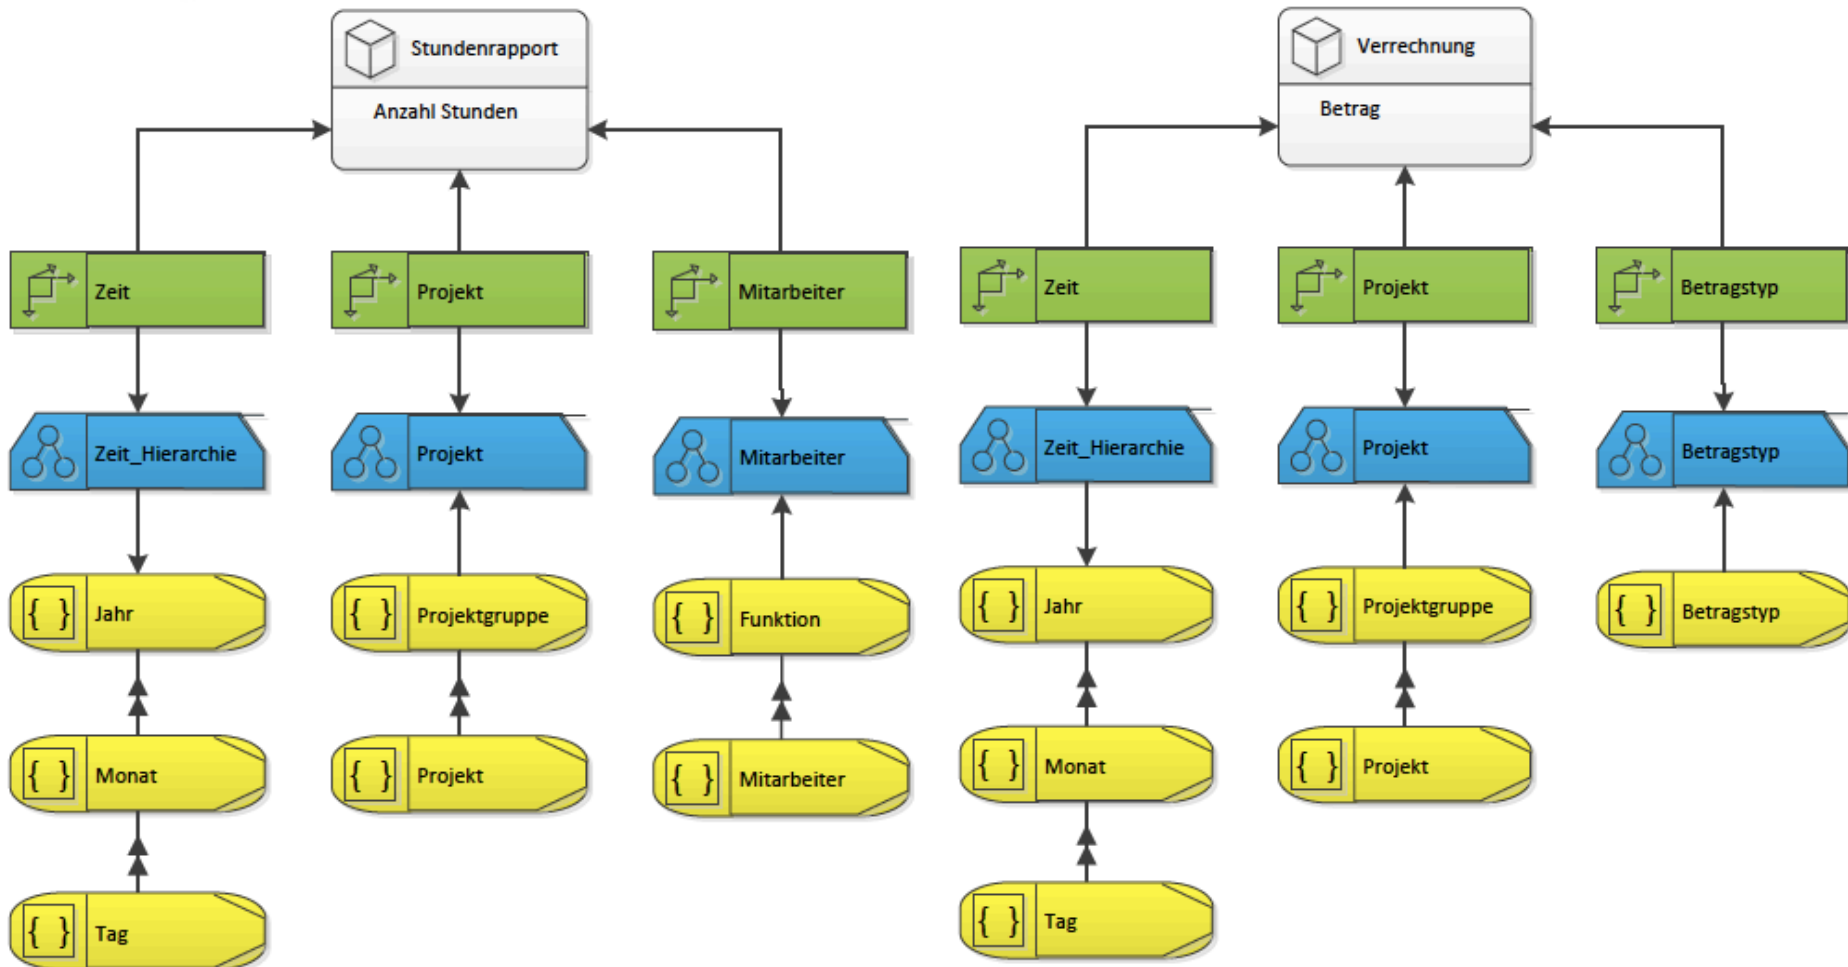 Stundenrapport
Anzahl Stunden
Verrechnung
Betrag
Zeit
Projekt
Mitarbeiter
Zeit
Projekt
Betragstyp
Zeit_Hierarchie
Projekt
Mitarbeiter
Zeit_Hierarchie
Projekt
Betragstyp
{ } Jahr
{ } Projektgruppe
{ } Funktion
{ } Jahr
{ } Projektgruppe
{ } Betragstyp
{ } Monat
{ } Projekt
{ } Mitarbeiter
{ } Monat
{ } Projekt
{ } Tag
{ } Tag